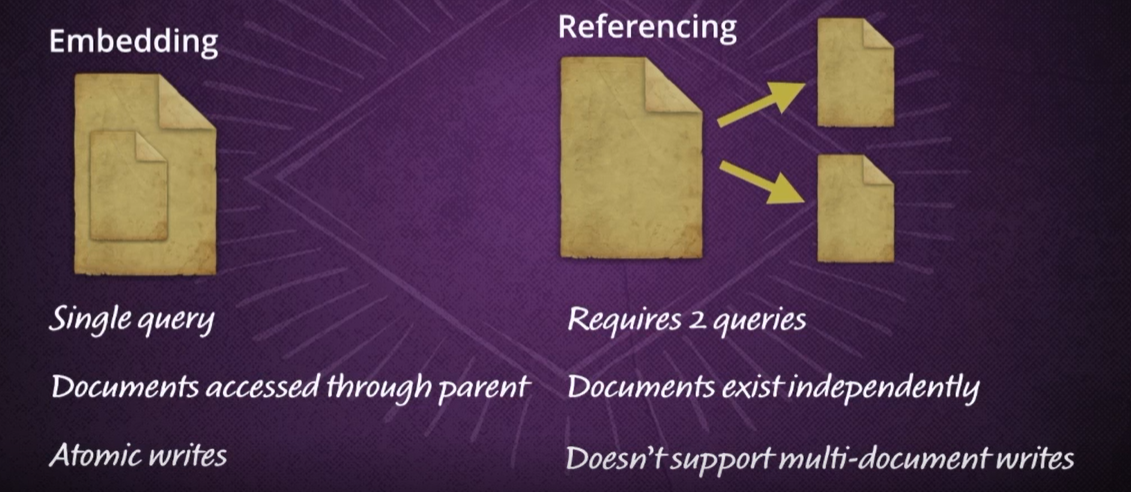 Embedding
Single query
Documents accessed through parent
Atomic writes
Referencing
Requires 2 queries
Documents exist independently
Doesn't support multi-document writes